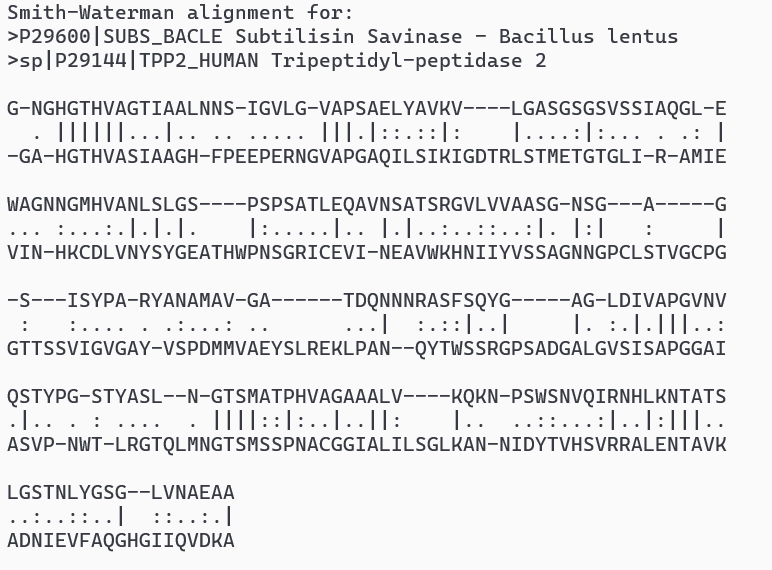 Smith-Waterman alignment for:
>P29600|SUBS_BACLE Subtilisin Savinase - Bacillus lentus
>sp|P29144|TPP2_HUMAN Tripeptidyl-peptidase 2
G-NGHGTHVAGTIAALNNS-IGVLG-VAPSAELYAVKV----LGASGSGSVSSIAQGL-E
  . ||||||...|.. .. ..... |||.|::.::|:    |....:|:... . .: |
-GA-HGTHVASIAAGH-FPEEPERNGVAPGAQILSIKIGDTRLSTMETGTGLI-R-AMIE
WAGNNGMHVANLSLGS----PSPSATLEQAVNSATSRGVLVVAASG-NSG---A-----G
... :...:.|.|.|.    |:.....|.. |.|..:..::..:|. |:|   :     |
VIN-HKCDLVNYSYGEATHWPNSGRICEVI-NEAVWKHNIIYVSSAGNNGPCLSTVGCPG
-S---ISYPA-RYANAMAV-GA------TDQNNNRASFSQYG-----AG-LDIVAPGVNV
 :   :.... . .:...: ..      ...|  :.::|..|     |. :.|.|||..:
GTTSSVIGVGAY-VSPDMMVAEYSLREKLPAN--QYTWSSRGPSADGALGVSISAPGGAI
QSTYPG-STYASL--N-GTSMATPHVAGAAALV----KQKN-PSWSNVQIRNHLKNTATS
.|.. . : ....  . ||||::|:..|..||:    |..  ..::...:|..|:|||..
ASVP-NWT-LRGTQLMNGTSMSSPNACGGIALILSGLKAN-NIDYTVHSVRRALENTAVK
LGSTNLYGSG--LVNAEAA
..:..::..|  ::..:.|
ADNIEVFAQGHGIIQVDKA